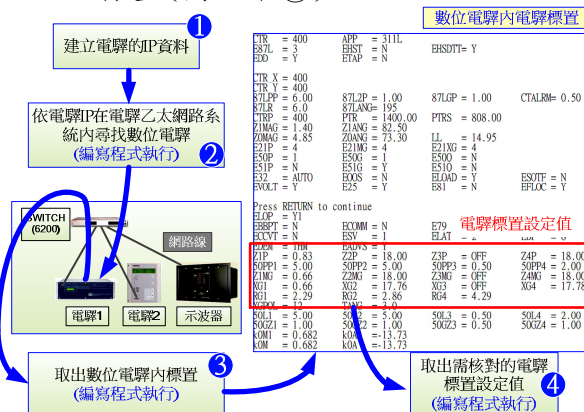 數位電驛內電驛標置
1
建立電驛的IP資料
依電驛IP在電驛乙太網路系
統內尋找數位電驛
(編寫程式執行)
2
SWITCH
(6200)
網路線
電驛1 電驛2 示波器
取出數位電驛內標置
(編寫程式執行)
3
CTR = 400 APP = 311L
E87L = 3 EHST = N EHSDTT= Y
EDD = Y ETAP = N
CTR_X = 400
CTR_Y = 400
87LPP = 6.00 87L2P = 1.00 87LGP = 1.00 CTALRM= 0.50
87LR = 6.0 87LANG= 195
CTRP = 400 PTR = 1400.00 PTRS = 808.00
Z1MAG = 1.40 Z1ANG = 82.50
Z0MAG = 4.85 Z0ANG = 73.30 LL = 14.95
E21P = 4 E21MG = 4 E21XG = 4
E50P = 1 E50G = 1 E50Q = N
E51P = N E51G = Y E51Q = N
E32 = AUTO EOOS = N ELOAD = Y ESOTF = N
EVOLT = Y E25 = Y E81 = N EFLOC = Y
Press RETURN to continue
ELOP = Y1
EBBPT = N ECOMM = N E79
電驛標置設定值
ECCVT = N ESV = 1 ELAT = 2
EDEM = THM EADVS = Y
Z1P = 0.83 Z2P = 18.00 Z3P = OFF Z4P = 18.00
50PP1 = 5.00 50PP2 = 5.00 50PP3 = 0.50 50PP4 = 2.00
Z1MG = 0.66 Z2MG = 18.00 Z3MG = OFF Z4MG = 18.00
XG1 = 0.66 XG2 = 17.76 XG3 = OFF XG4 = 17.78
RG1 = 2.29 RG2 = 2.86 RG4 = 4.29
50L1 = 5.00 50L2 = 5.00 50L3 = 0.50 50L4 = 2.00
50GZ1 = 1.00 50GZ2 = 1.00 50GZ3 = 0.50 50GZ4 = 1.00
k0M1 = 0.682 k0A1 =-13.73
k0M = 0.682 k0A =-13.73
取出需核對的電驛
標置設定值
(編寫程式執行)
4